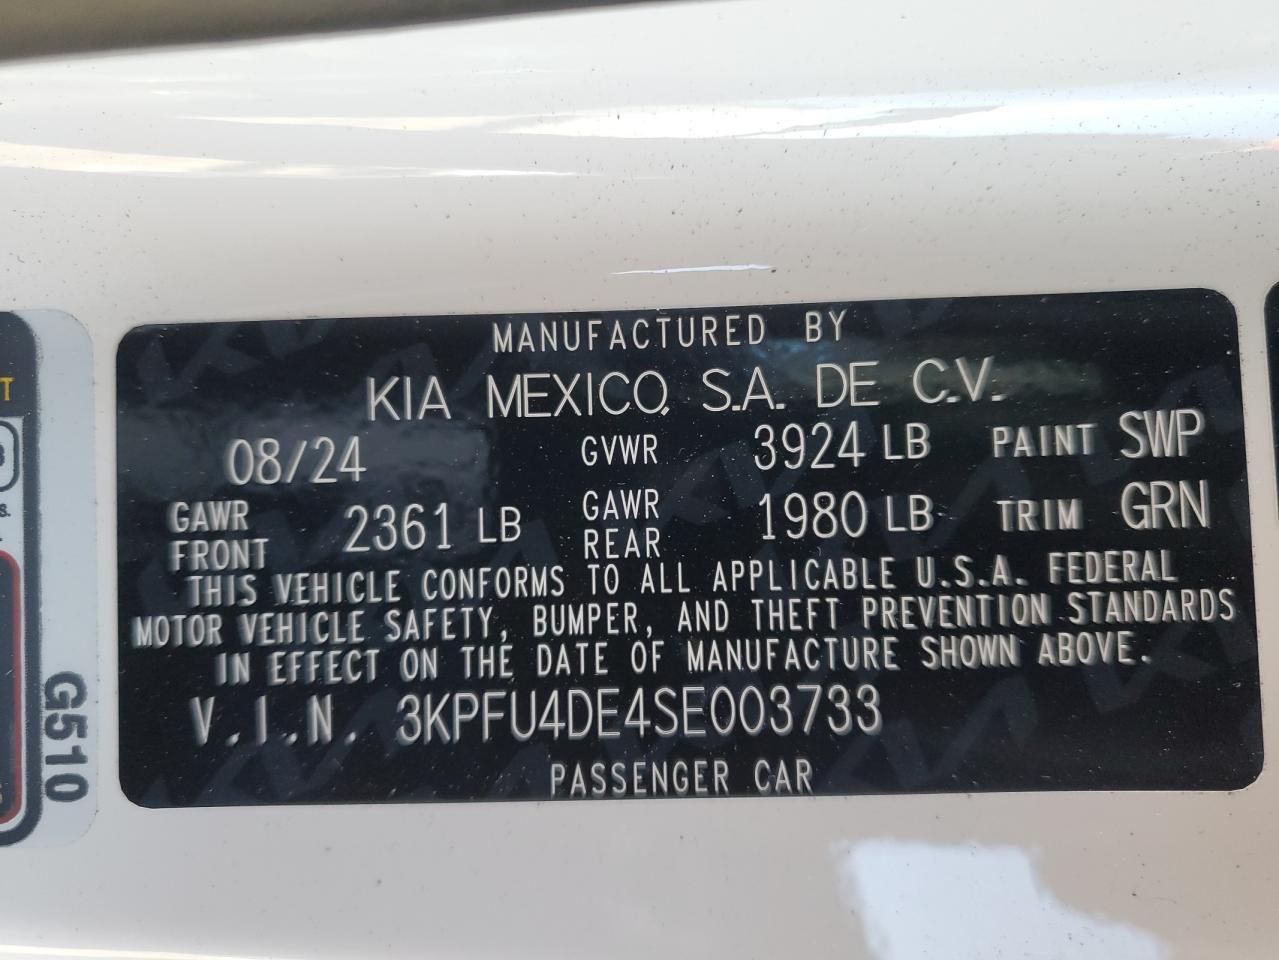 MANUFACTURED BY
KIA MEXICO, S.A. DE C.V.
08/24 GVWR 3924 LB PAINT SWP
GAWR FRONT 2361 LB GAWR REAR 1980 LB TRIM GRN
THIS VEHICLE CONFORMS TO ALL APPLICABLE U.S.A. FEDERAL
MOTOR VEHICLE SAFETY, BUMPER, AND THEFT PREVENTION STANDARDS
IN EFFECT ON THE DATE OF MANUFACTURE SHOWN ABOVE.
V.I.N. 3KPFU4DE4SE003733
PASSENGER CAR
G510